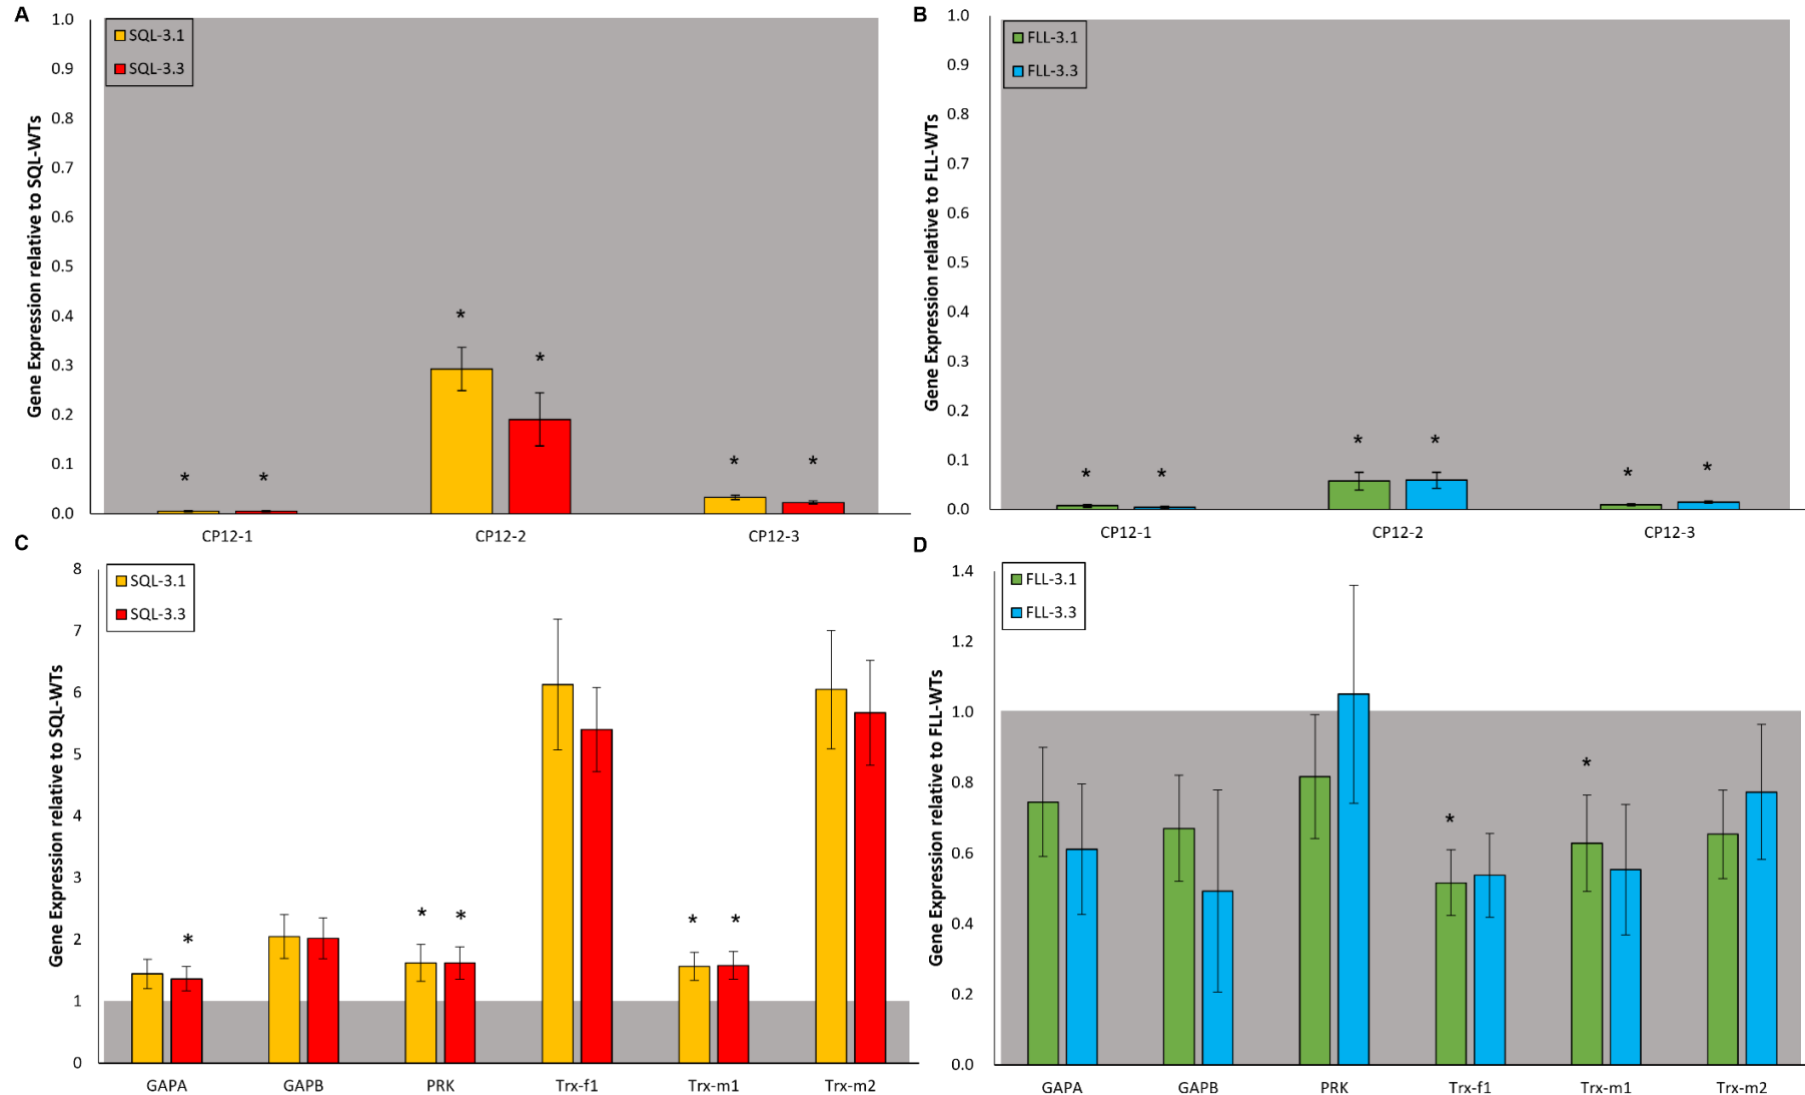 A
Gene Expression relative to SQL-WTs
1.0
0.9
0.8
0.7
0.6
0.5
0.4
0.3
0.2
0.1
0.0
SQL-3.1
SQL-3.3
*
*
*
*
*
*
CP12-1
CP12-2
CP12-3
B
Gene Expression relative to FLL-WTs
1.0
0.9
0.8
0.7
0.6
0.5
0.4
0.3
0.2
0.1
0.0
FLL-3.1
FLL-3.3
*
*
*
*
*
*
CP12-1
CP12-2
CP12-3
C
Gene Expression relative to SQL-WTs
8
7
6
5
4
3
2
1
0
SQL-3.1
SQL-3.3
*
*
*
*
*
GAPA
GAPB
PRK
Trx-f1
Trx-m1
Trx-m2
D
Gene Expression relative to FLL-WTs
1.4
1.2
1.0
0.8
0.6
0.4
0.2
0.0
FLL-3.1
FLL-3.3
*
*
GAPA
GAPB
PRK
Trx-f1
Trx-m1
Trx-m2